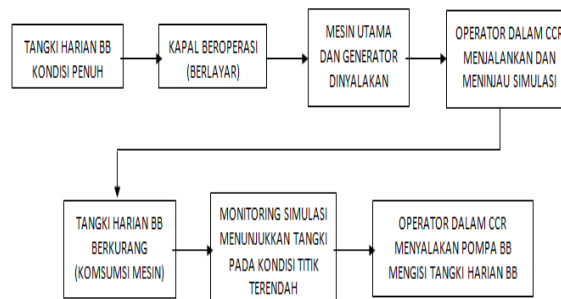 TANGKI HARIAN BB
KONDISI PENUH
KAPAL BEROPERASI
(BERLAYAR)
MESIN UTAMA
DAN GENERATOR
DINYALAKAN
OPERATOR DALAM CCR
MENJALANKAN DAN
MENINJAU SIMULASI
TANGKI HARIAN BB
BERKURANG
(KOMSUMSI MESIN)
MONITORING SIMULASI
MENUNJUKKAN TANGKI
PADA KONDISI TITIK
TERENDAH
OPERATOR DALAM CCR
MENYALAKAN POMPA BB
MENGISI TANGKI HARIAN BB